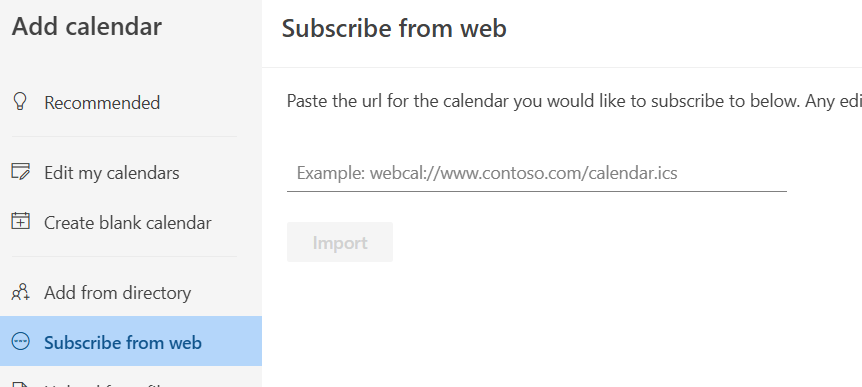 Add calendar
Recommended
Edit my calendars
Create blank calendar
Add from directory
Subscribe from web
Subscribe from web
Paste the url for the calendar you would like to subscribe to below. Any edi
Example: webcal://www.contoso.com/calendar.ics
Import